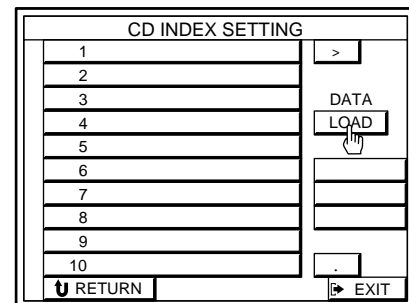 CD INDEX SETTING
1
>
2
3
DATA
4
LOAD
5
6
7
8
9
10
.
RETURN
EXIT